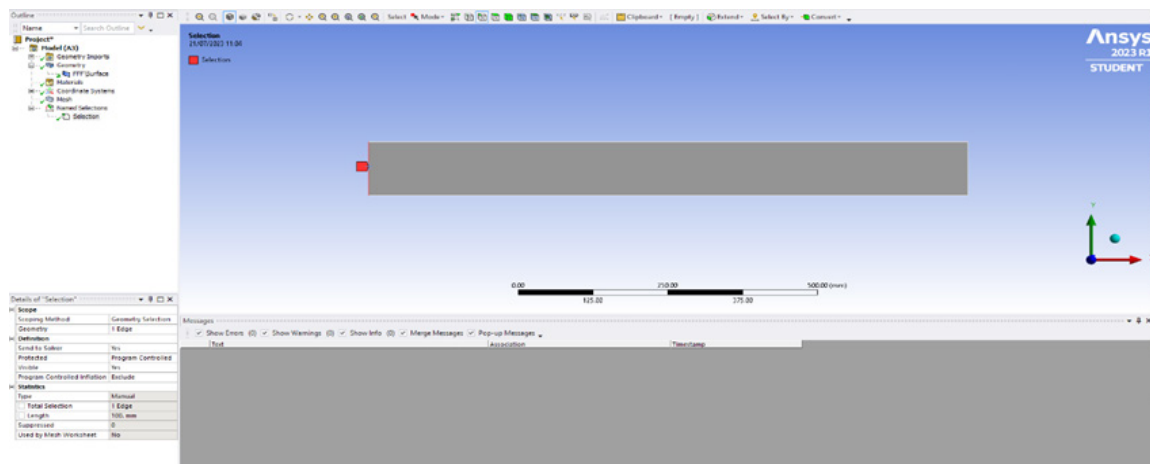 Outline
Name Search Outline
Project*
Model (A3)
Geometry Imports
Geometry
FFF\Surface
Materials
Coordinate Systems
Mesh
Named Selections
Selection
Select Mode Clipboard [Empty] Extend Select By Convert
Selection
21/07/2023 11:04
Selection
Ansys
2023 R1
STUDENT
Y
0.00 250.00 500.00 (mm)
125.00 375.00
Details of "Selection"
Scope
Scoping Method Geometry Selection
Geometry 1 Edge
Definition
Send to Solver Yes
Protected Program Controlled
Visible Yes
Program Controlled Inflation Exclude
Statistics
Type Manual
Total Selection 1 Edge
Length 100. mm
Suppressed 0
Used by Mesh Worksheet No
Messages
Show Errors (0) Show Warnings (0) Show Info (0) Merge Messages Pop-up Messages
Text Association Timestamp